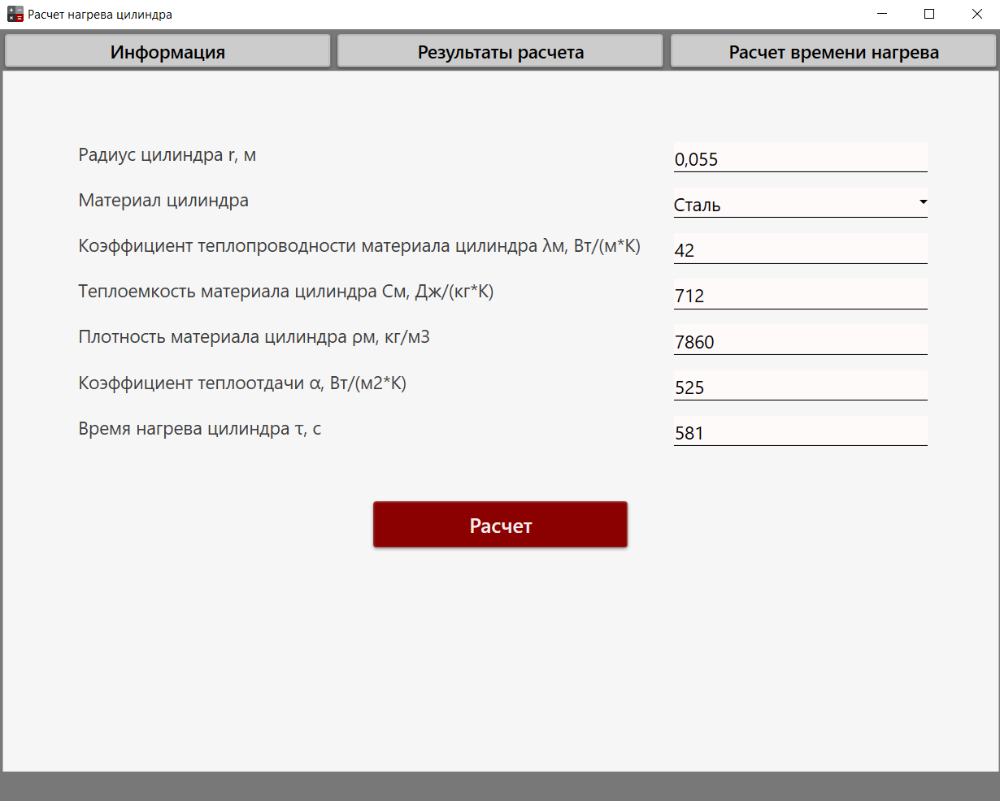 Расчет нагрева цилиндра
Информация
Результаты расчета
Расчет времени нагрева
Радиус цилиндра r, м
0,055
Материал цилиндра
Сталь
Коэффициент теплопроводности материала цилиндра λм, Вт/(м*К)
42
Теплоемкость материала цилиндра См, Дж/(кг*К)
712
Плотность материала цилиндра ρм, кг/м3
7860
Коэффициент теплоотдачи α, Вт/(м2*К)
525
Время нагрева цилиндра τ, с
581
Расчет